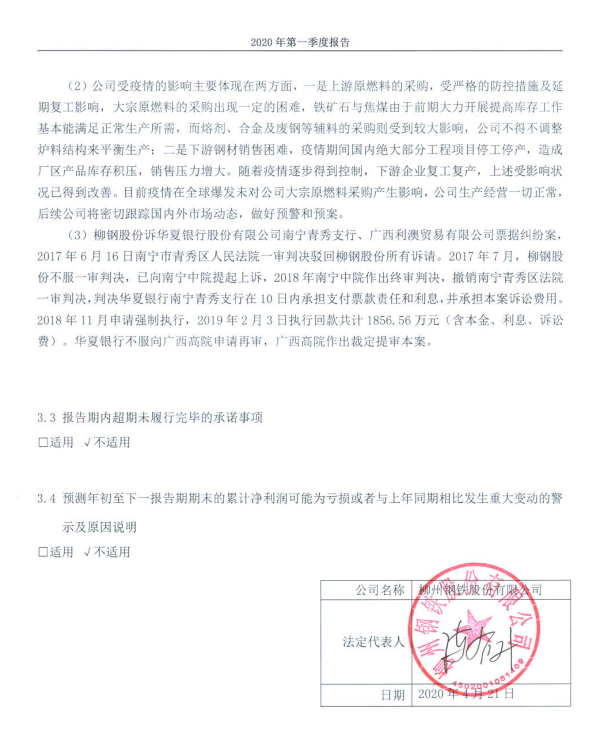 2020 年第一季度报告
（2）公司受疫情的影响主要体现在两方面，一是上游原燃料的采购，受严格的防控措施及延
期复工影响，大宗原燃料的采购出现一定的困难，铁矿石与焦煤由于前期大力开展提高库存工作
基本能满足正常生产所需，而熔剂、合金及废钢等辅料的采购则受到较大影响，公司不得不调整
炉料结构来平衡生产；二是下游钢材销售困难，疫情期间国内绝大部分工程项目停工停产，造成
厂区产品库存积压，销售压力增大。随着疫情逐步得到控制，下游企业复工复产，上述受影响状
况已得到改善。目前疫情在全球爆发未对公司大宗原燃料采购产生影响，公司生产经营一切正常，
后续公司将密切跟踪国内外市场动态，做好预警和预案。
（3）柳钢股份诉华夏银行股份有限公司南宁青秀支行、广西利澳贸易有限公司票据纠纷案，
2017 年 6 月 16 日南宁市青秀区人民法院一审判决驳回柳钢股份所有诉请。2017 年 7 月，柳钢股
份不服一审判决，已向南宁中院提起上诉，2018 年南宁中院作出终审判决，撤销南宁青秀区法院
一审判决,判决华夏银行南宁青秀支行在 10 日内承担支付票款责任和利息,并承担本案诉讼费用。
2018 年 11 月申请强制执行，2019 年 2 月 3 日执行回款共计 1856.56 万元（含本金、利息、诉讼
费）。华夏银行不服向广西高院申请再审，广西高院作出裁定提审本案。
3.3 报告期内超期未履行完毕的承诺事项
□适用 √不适用
3.4 预测年初至下一报告期期末的累计净利润可能为亏损或者与上年同期相比发生重大变动的警
示及原因说明
□适用 √不适用
公司名称 柳州钢铁股份有限公司
法定代表人
日期 2020 年 4 月 21 日
柳州钢铁股份有限公司
4502001051409